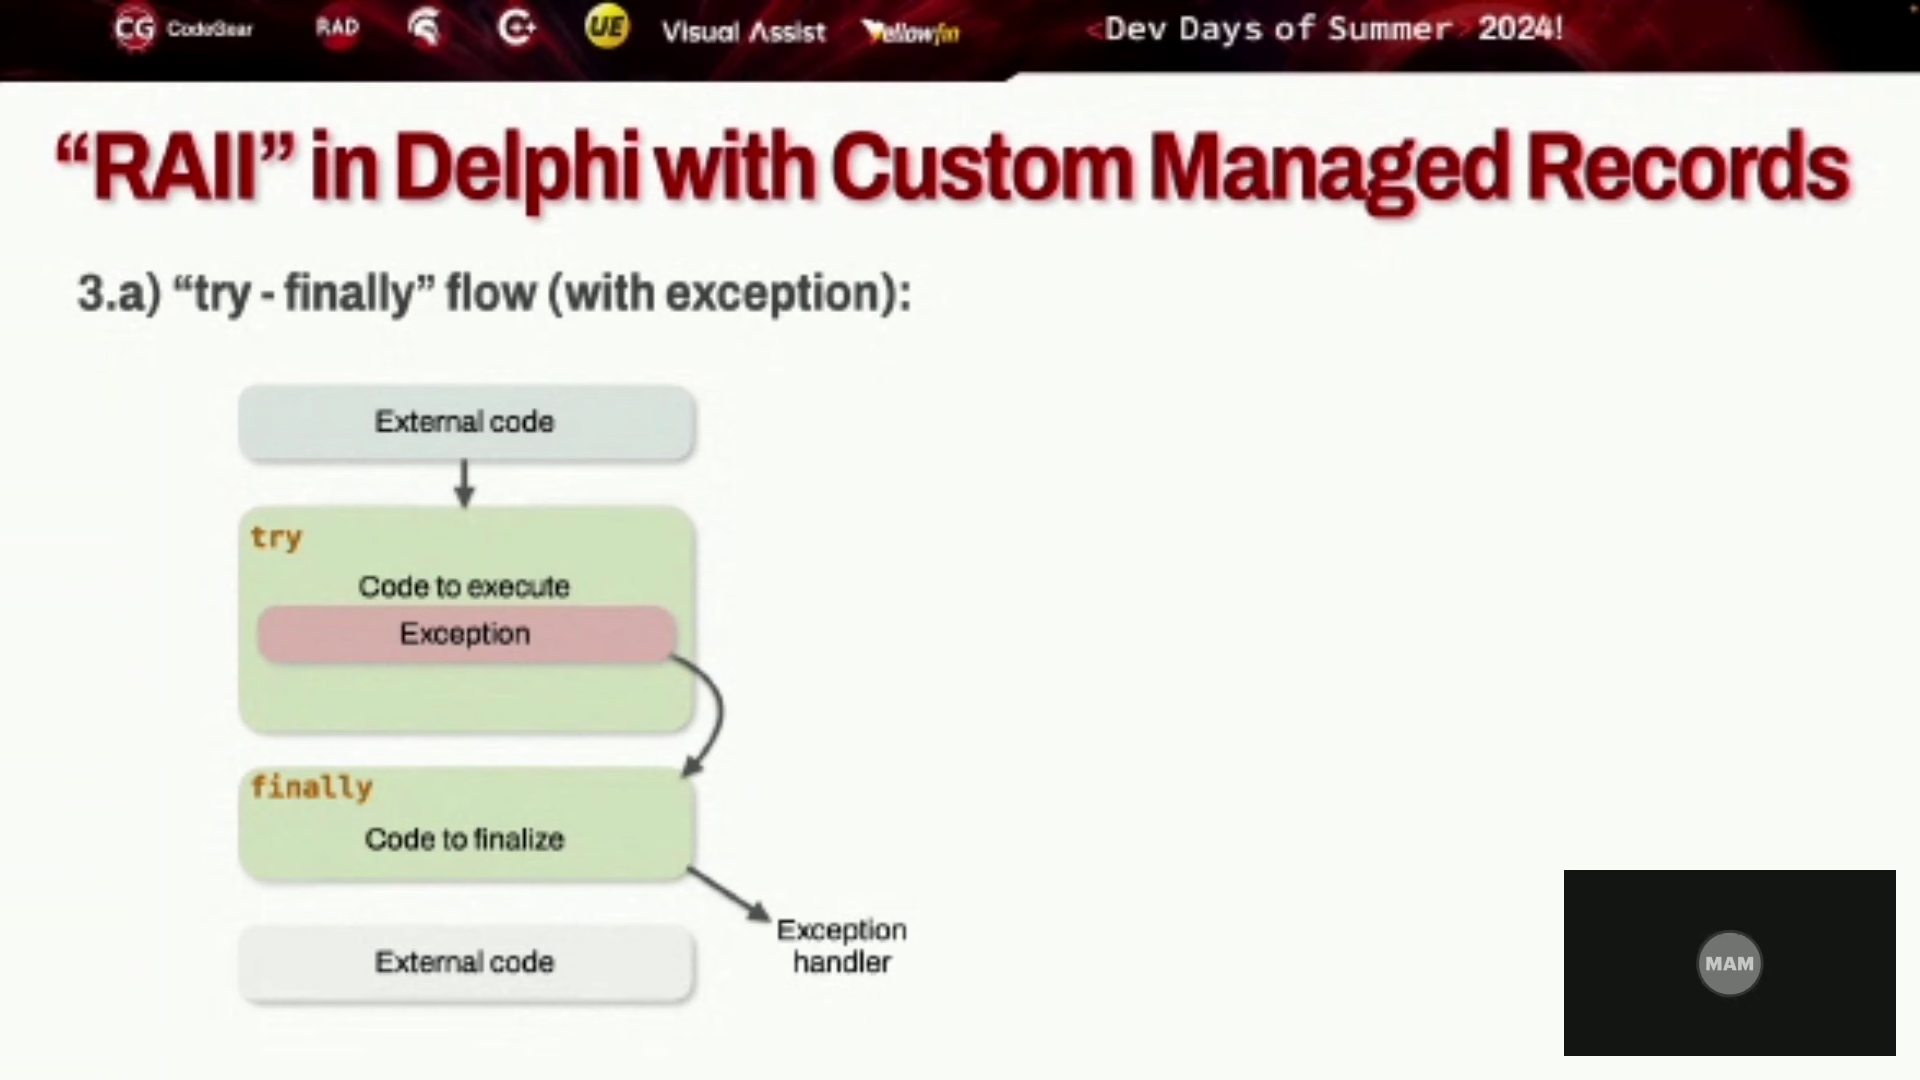 CG CodeGear RAD C+ UE Visual Assist Yellowfin <Dev Days of Summer> 2024!
“RAII” in Delphi with Custom Managed Records
3.a) “try - finally” flow (with exception):
External code
try
Code to execute
Exception
finally
Code to finalize
Exception
handler
External code
MAM